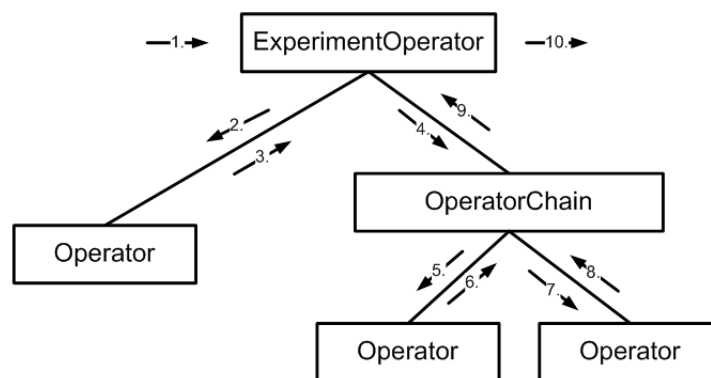 1.
ExperimentOperator
10.
2.
9.
4.
3.
OperatorChain
Operator
5.
8.
6.
7.
Operator
Operator